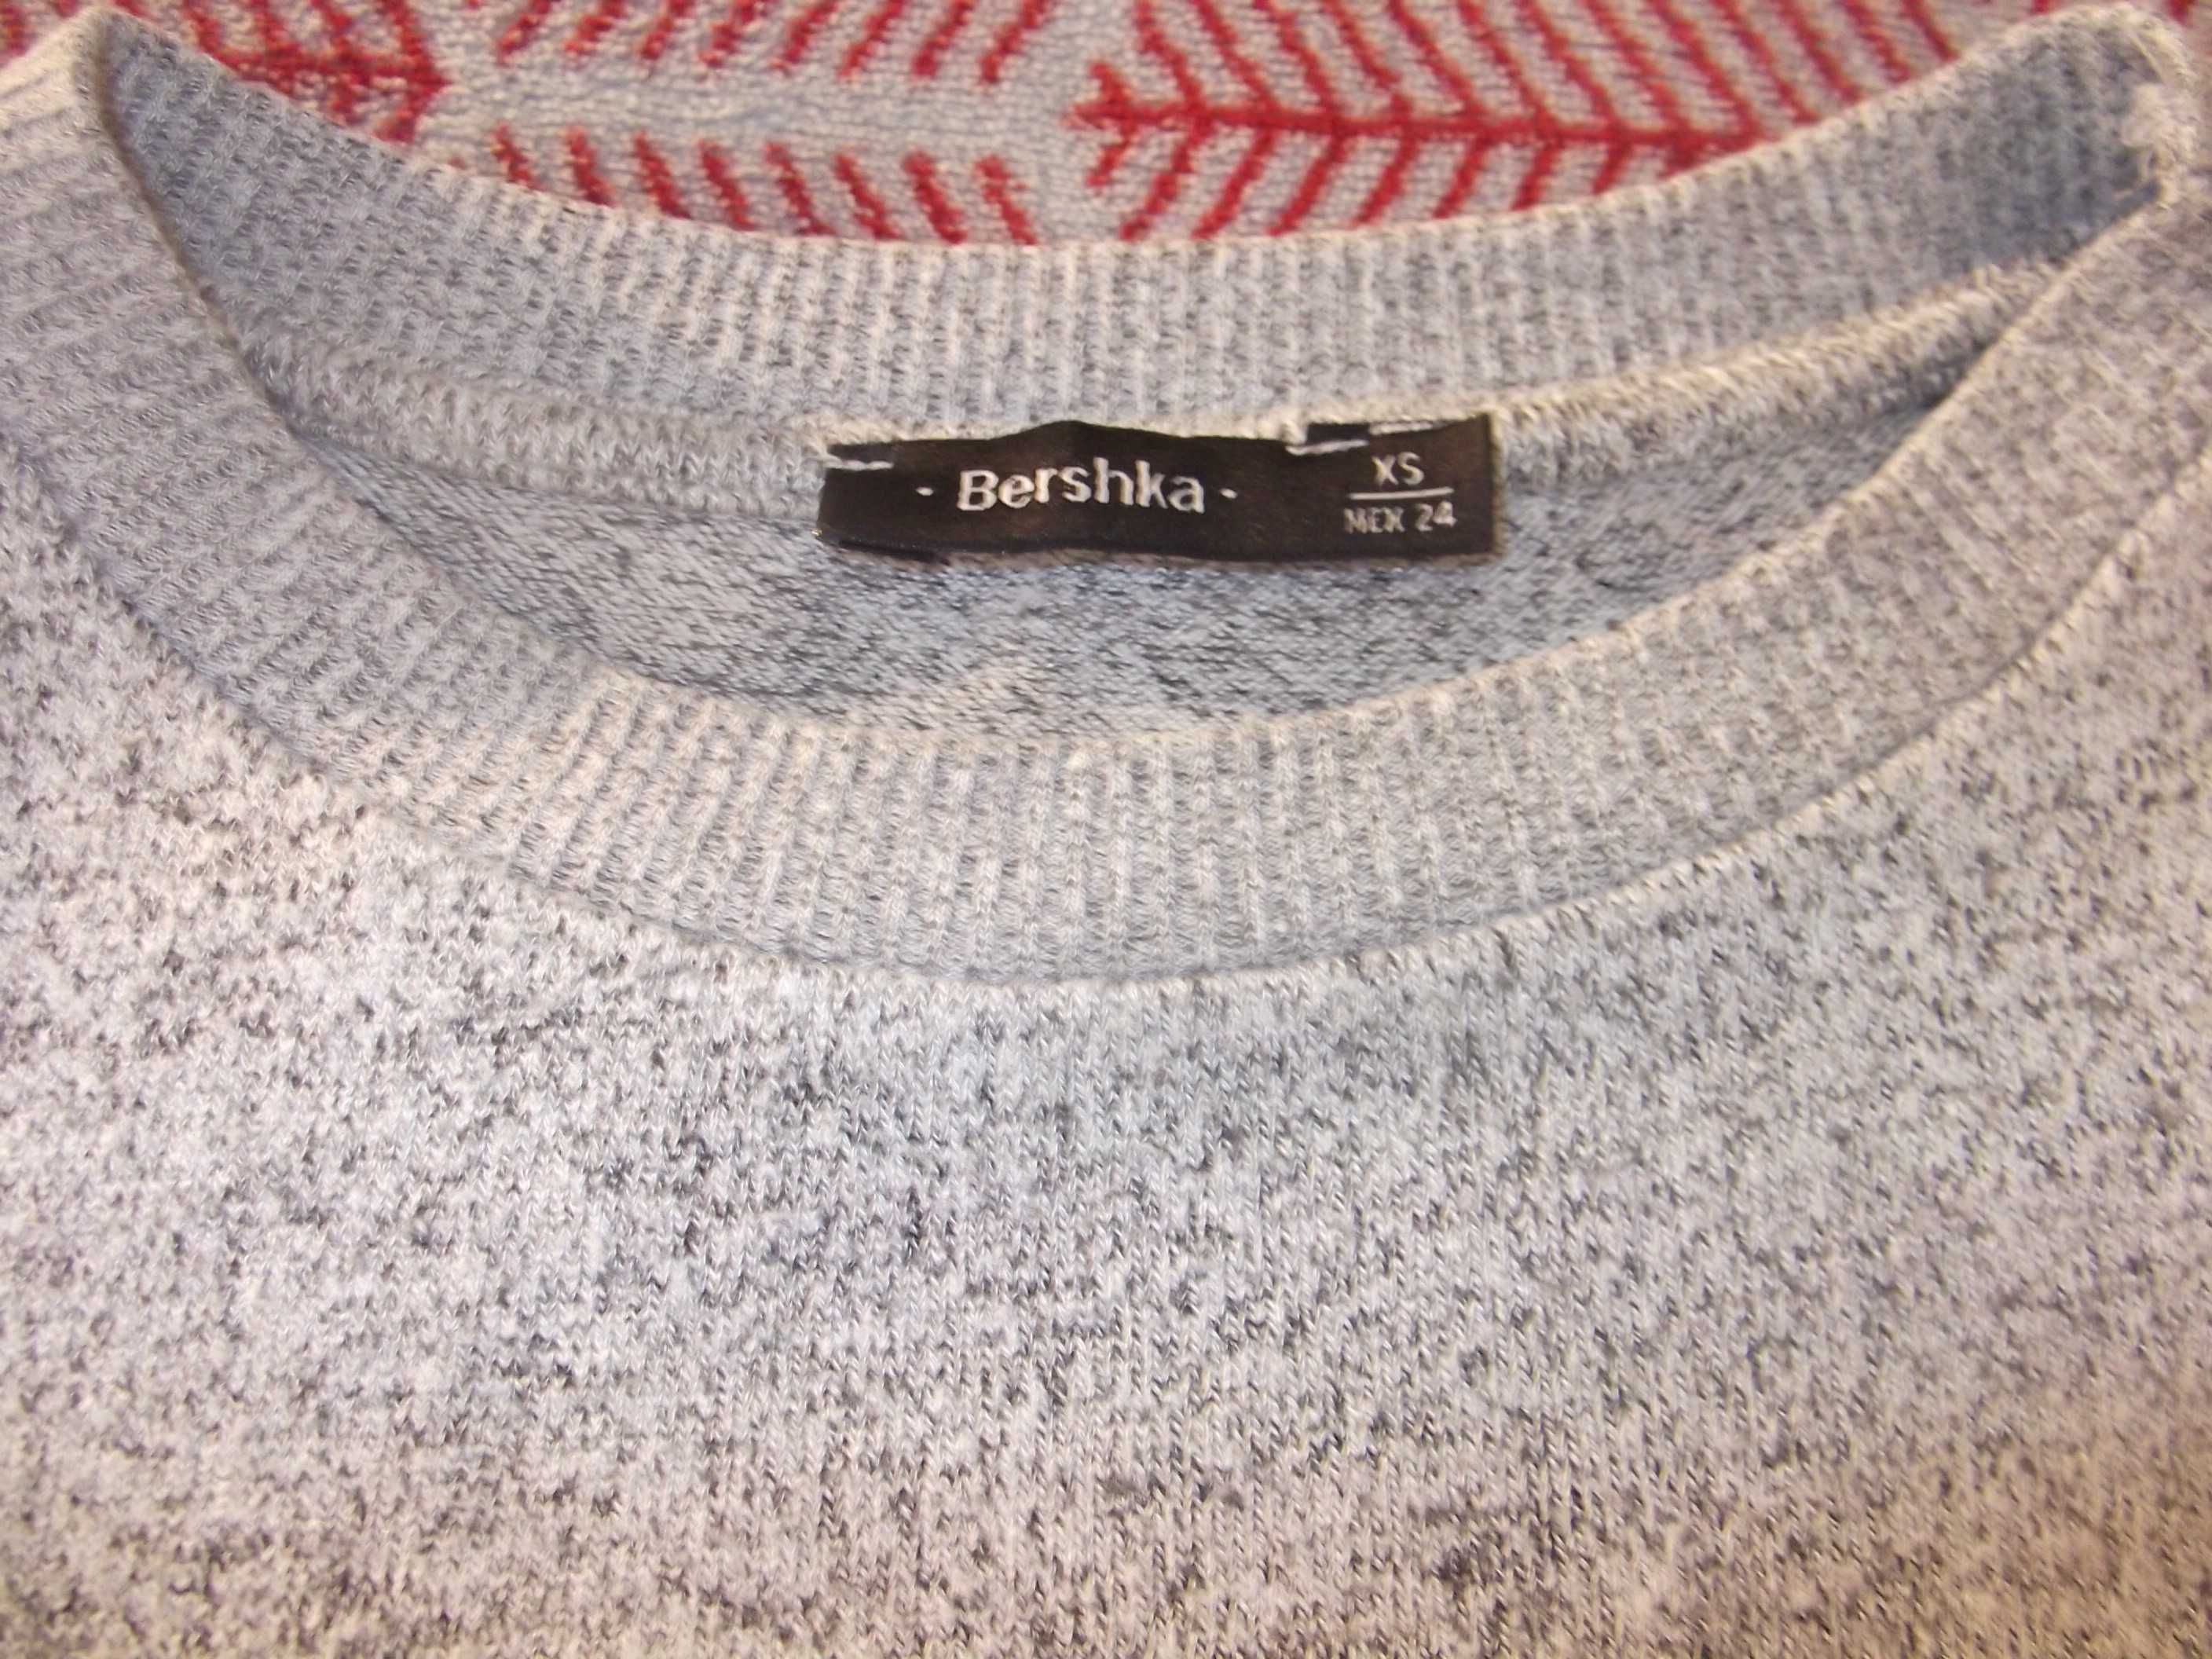 - Bershka -
XS
MEX 24